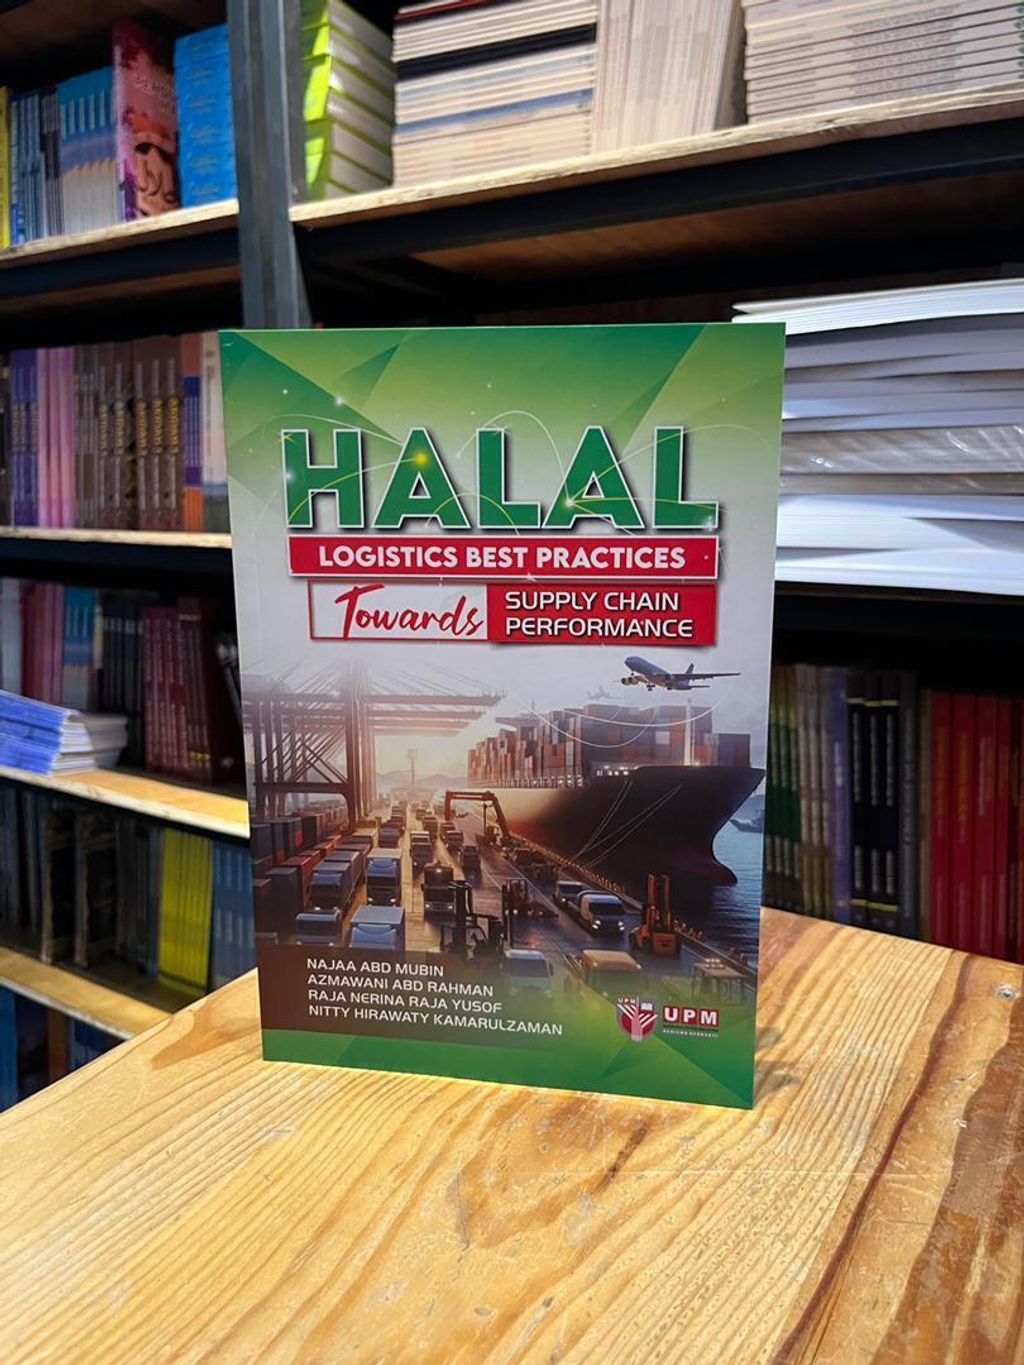 HALAL
LOGISTICS BEST PRACTICES
Towards
SUPPLY CHAIN
PERFORMANCE
NAJAA ABD MUBIN
AZMAWANI ABD RAHMAN
RAJA NERINA RAJA YUSOF
NITTY HIRAWATY KAMARULZAMAN
UPM
UPM